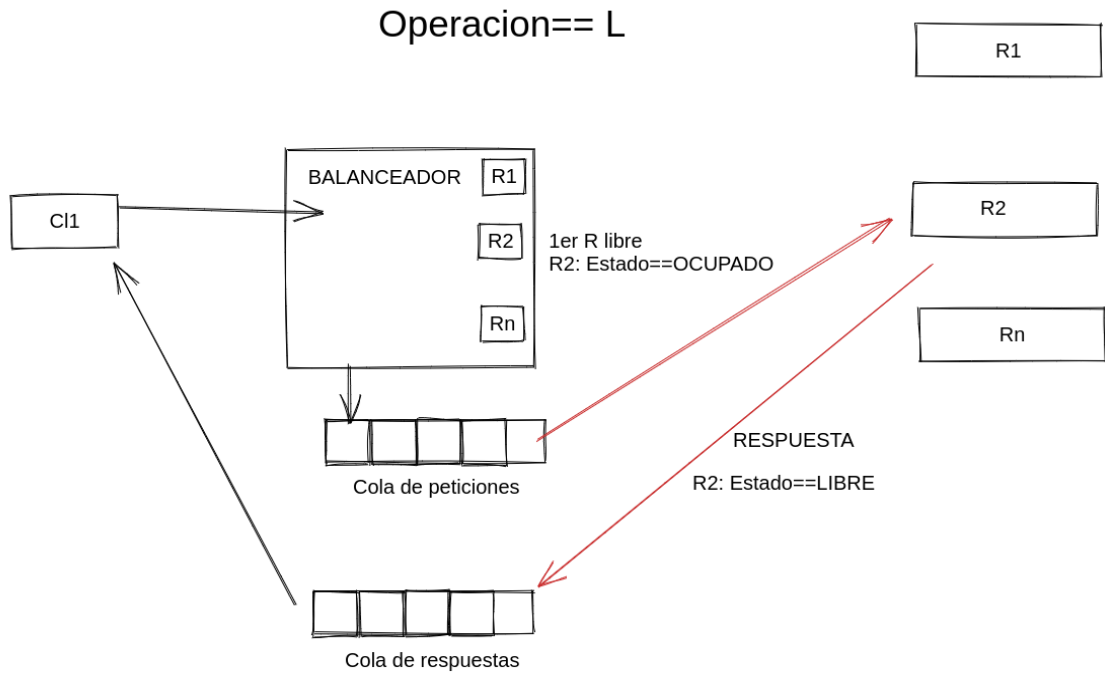 Operacion== L
R1
BALANCEADOR
R1
Cl1
R2
R2
1er R libre
R2: Estado==OCUPADO
Rn
Rn
RESPUESTA
Cola de peticiones
R2: Estado==LIBRE
Cola de respuestas